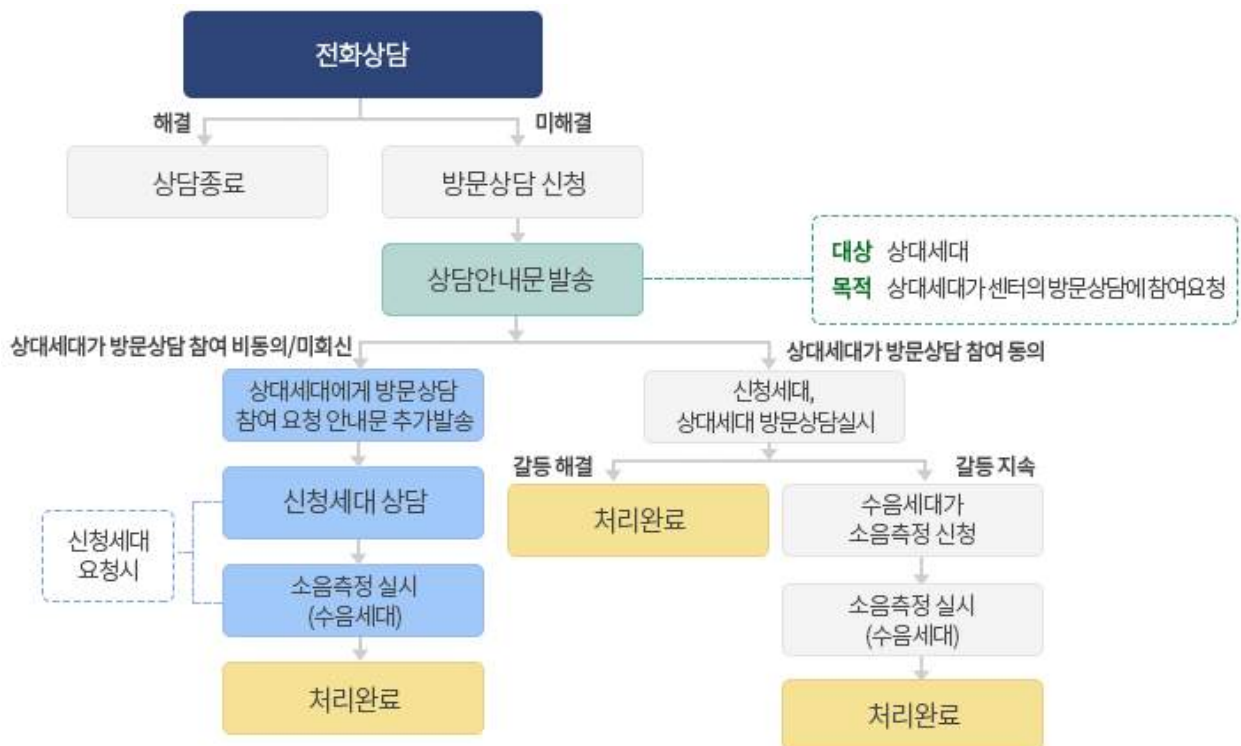 전화상담
해결
미해결
상담종료
방문상담 신청
상담안내문 발송
대상 상대세대
목적 상대세대가 센터의 방문상담에 참여요청
상대세대가 방문상담 참여 비동의/미회신
상대세대가 방문상담 참여 동의
상대세대에게 방문상담
참여 요청 안내문 추가발송
신청세대,
상대세대 방문상담실시
갈등 해결
갈등 지속
신청세대 상담
처리완료
수음세대가
소음측정 신청
신청세대
요청시
소음측정 실시
(수음세대)
소음측정 실시
(수음세대)
처리완료
처리완료